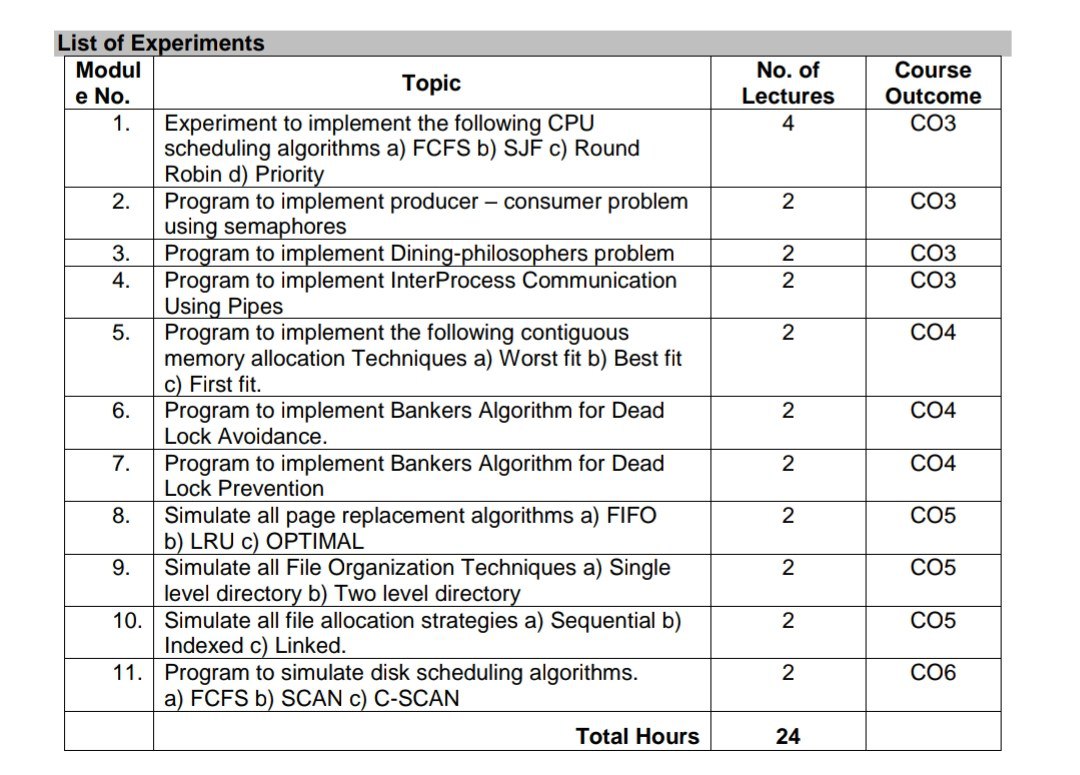 List of Experiments
Modul
e No.
Topic
No. of
Lectures
Course
Outcome
1.
Experiment to implement the following CPU
scheduling algorithms a) FCFS b) SJF c) Round
Robin d) Priority
4
CO3
2.
Program to implement producer – consumer problem
using semaphores
2
CO3
3.
Program to implement Dining-philosophers problem
2
CO3
4.
Program to implement InterProcess Communication
Using Pipes
2
CO3
5.
Program to implement the following contiguous
memory allocation Techniques a) Worst fit b) Best fit
c) First fit.
2
CO4
6.
Program to implement Bankers Algorithm for Dead
Lock Avoidance.
2
CO4
7.
Program to implement Bankers Algorithm for Dead
Lock Prevention
2
CO4
8.
Simulate all page replacement algorithms a) FIFO
b) LRU c) OPTIMAL
2
CO5
9.
Simulate all File Organization Techniques a) Single
level directory b) Two level directory
2
CO5
10.
Simulate all file allocation strategies a) Sequential b)
Indexed c) Linked.
2
CO5
11.
Program to simulate disk scheduling algorithms.
a) FCFS b) SCAN c) C-SCAN
2
CO6
Total Hours
24